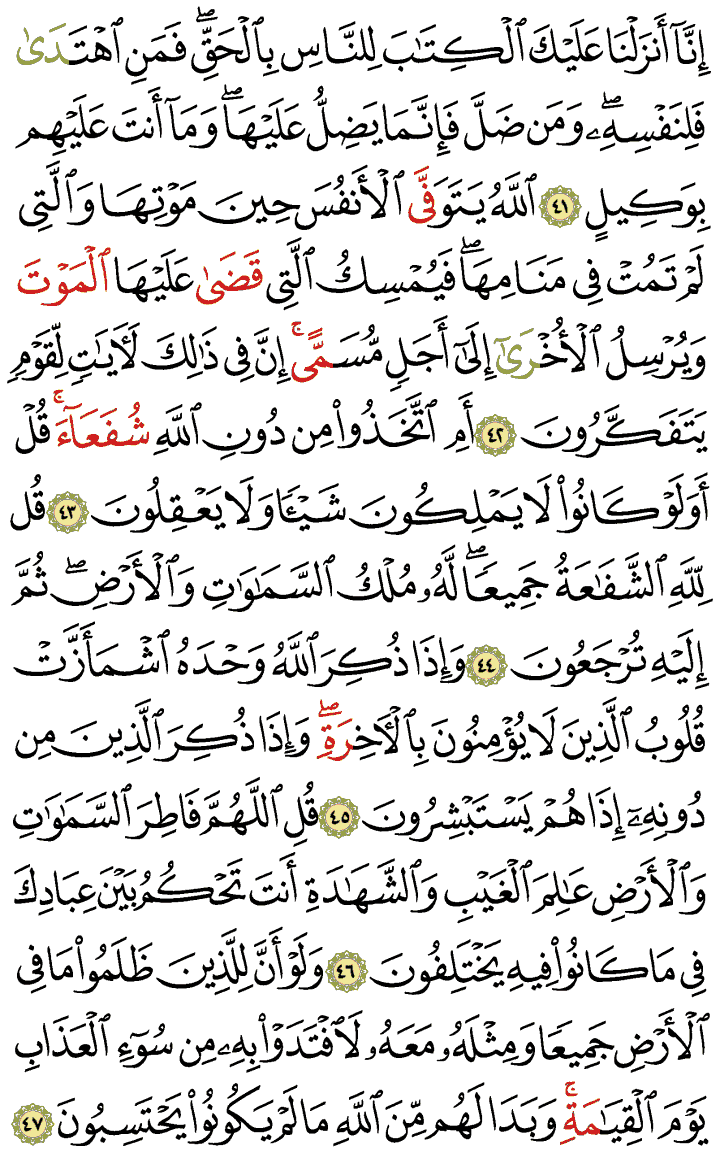 إِنَّآ أَنزَلْنَا عَلَيْكَ ٱلْكِتَٰبَ لِلنَّاسِ بِٱلْحَقِّۖ فَمَنِ ٱهْتَدَىٰ
فَلِنَفْسِهِۦۖ وَمَن ضَلَّ فَإِنَّمَا يَضِلُّ عَلَيْهَاۖ وَمَآ أَنتَ عَلَيْهِم
بِوَكِيلٍ ٤١ ٱللَّهُ يَتَوَفَّى ٱلْأَنفُسَ حِينَ مَوْتِهَا وَٱلَّتِى
لَمْ تَمُتْ فِى مَنَامِهَاۖ فَيُمْسِكُ ٱلَّتِى قَضَىٰ عَلَيْهَا ٱلْمَوْتَ
وَيُرْسِلُ ٱلْأُخْرَىٰٓ إِلَىٰٓ أَجَلٍ مُّسَمًّىۚ إِنَّ فِى ذَٰلِكَ لَءَايَٰتٍ لِّقَوْمٍ
يَتَفَكَّرُونَ ٤٢ أَمِ ٱتَّخَذُوا۟ مِن دُونِ ٱللَّهِ شُفَعَآءَۚ قُلْ
أَوَلَوْ كَانُوا۟ لَا يَمْلِكُونَ شَيْـًٔا وَلَا يَعْقِلُونَ ٤٣ قُل
لِّلَّهِ ٱلشَّفَٰعَةُ جَمِيعًاۖ لَّهُۥ مُلْكُ ٱلسَّمَٰوَٰتِ وَٱلْأَرْضِۖ ثُمَّ
إِلَيْهِ تُرْجَعُونَ ٤٤ وَإِذَا ذُكِرَ ٱللَّهُ وَحْدَهُ ٱشْمَأَزَّتْ
قُلُوبُ ٱلَّذِينَ لَا يُؤْمِنُونَ بِٱلْءَاخِرَةِۖ وَإِذَا ذُكِرَ ٱلَّذِينَ مِن
دُونِهِۦٓ إِذَا هُمْ يَسْتَبْشِرُونَ ٤٥ قُلِ ٱللَّهُمَّ فَاطِرَ ٱلسَّمَٰوَٰتِ
وَٱلْأَرْضِ عَٰلِمَ ٱلْغَيْبِ وَٱلشَّهَٰدَةِ أَنتَ تَحْكُمُ بَيْنَ عِبَادِكَ
فِى مَا كَانُوا۟ فِيهِ يَخْتَلِفُونَ ٤٦ وَلَوْ أَنَّ لِلَّذِينَ ظَلَمُوا۟ مَا فِى
ٱلْأَرْضِ جَمِيعًا وَمِثْلَهُۥ مَعَهُۥ لَٱفْتَدَوْا۟ بِهِۦ مِن سُوٓءِ ٱلْعَذَابِ
يَوْمَ ٱلْقِيَٰمَةِۚ وَبَدَا لَهُم مِّنَ ٱللَّهِ مَا لَمْ يَكُونُوا۟ يَحْتَسِبُونَ ٤٧